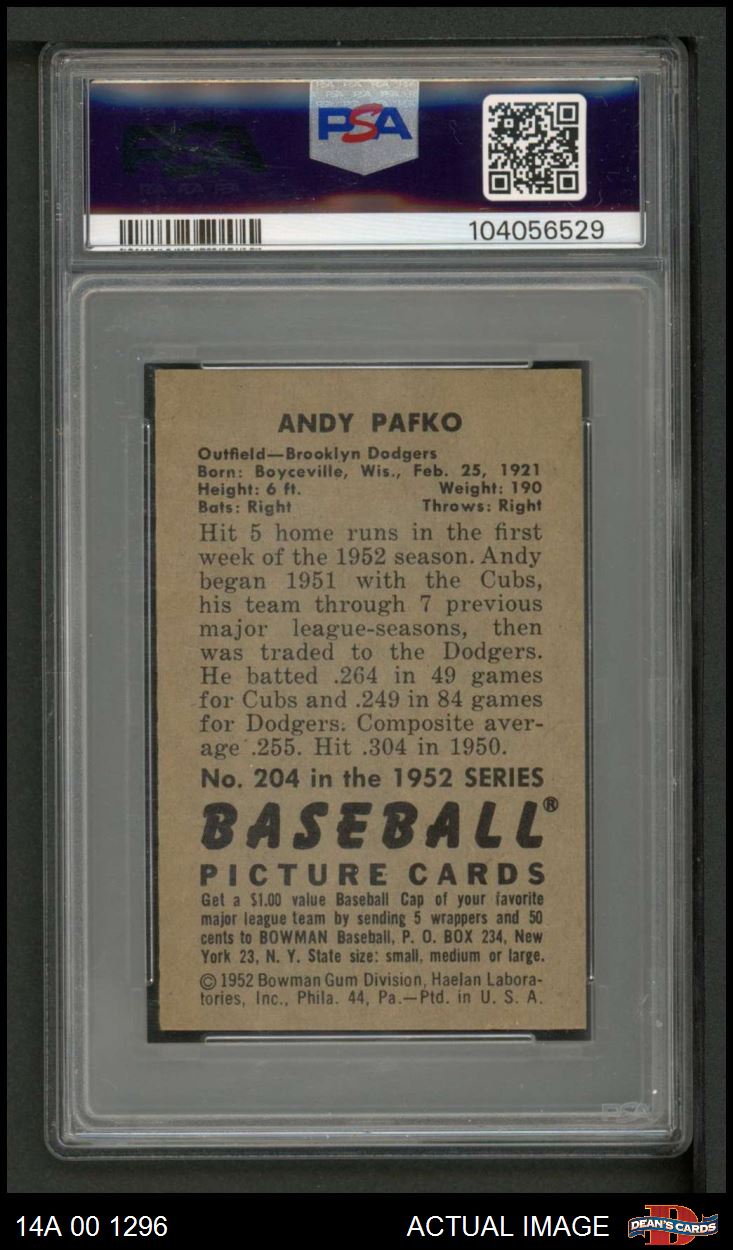 PSA
104056529
ANDY PAFKO
Outfield—Brooklyn Dodgers
Born: Boyceville, Wis., Feb. 25, 1921
Height: 6 ft. Weight: 190
Bats: Right Throws: Right
Hit 5 home runs in the first
week of the 1952 season. Andy
began 1951 with the Cubs,
his team through 7 previous
major league-seasons, then
was traded to the Dodgers.
He batted .264 in 49 games
for Cubs and .249 in 84 games
for Dodgers. Composite aver-
age .255. Hit .304 in 1950.
No. 204 in the 1952 SERIES
BASEBALL®
PICTURE CARDS
Get a $1.00 value Baseball Cap of your favorite
major league team by sending 5 wrappers and 50
cents to BOWMAN Baseball, P. O. BOX 234, New
York 23, N. Y. State size: small, medium or large.
© 1952 Bowman Gum Division, Haelan Labora-
tories, Inc., Phila. 44, Pa.—Ptd. in U. S. A.
PSA
14A 00 1296 ACTUAL IMAGE DEAN'S CARDS